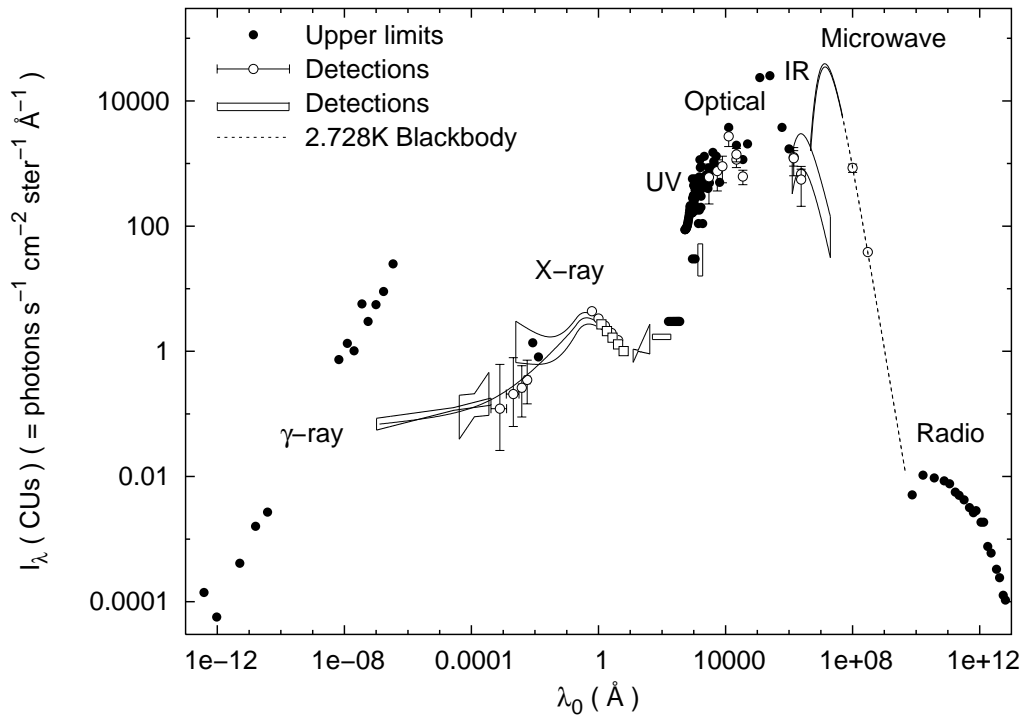 Upper limits
Detections
Detections
2.728K Blackbody
Microwave
IR
Optical
UV
X−ray
γ−ray
Radio
10000
100
1
0.01
0.0001
1e−12
1e−08
0.0001
1
10000
1e+08
1e+12
I_λ ( CUs ) ( = photons s⁻¹ cm⁻² ster⁻¹ Å⁻¹)
λ₀ ( Å )